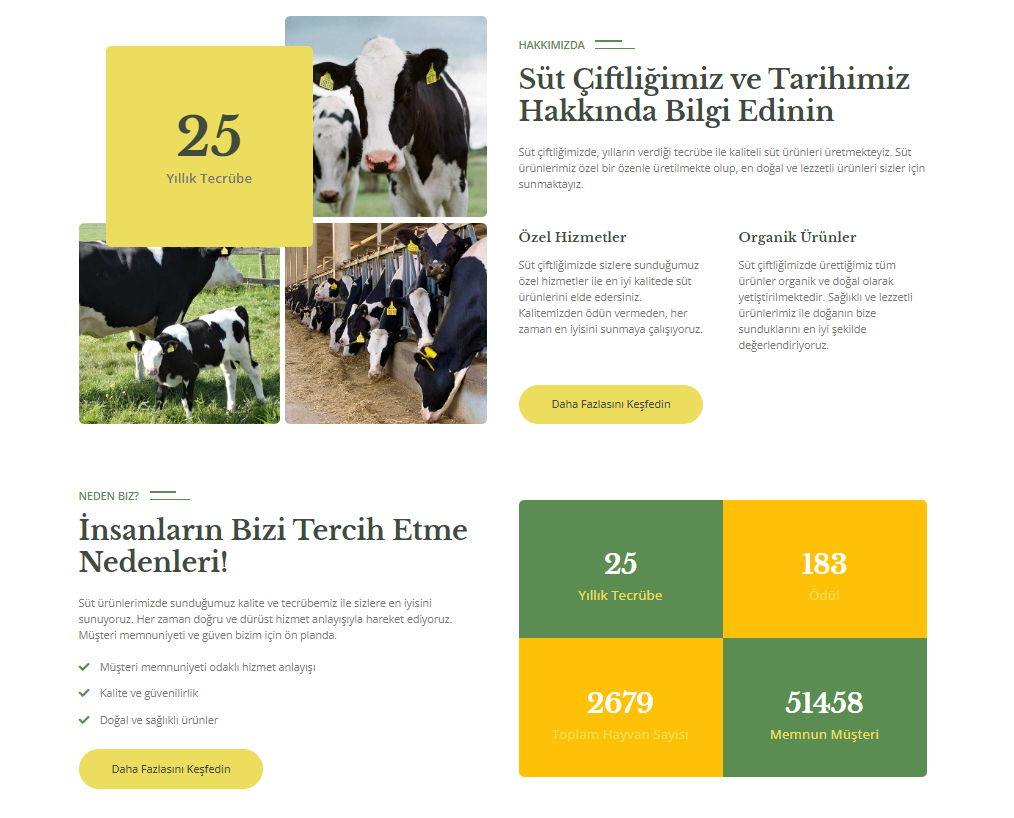 25
Yıllık Tecrübe
HAKKIMIZDA
Süt Çiftliğimiz ve Tarihimiz
Hakkında Bilgi Edinin
Süt çiftliğimizde, yılların verdiği tecrübe ile kaliteli süt ürünleri üretmekteyiz. Süt
ürünlerimiz özel bir özenle üretilmekte olup, en doğal ve lezzetli ürünleri sizler için
sunmaktayız.
Özel Hizmetler
Süt çiftliğimizde sizlere sunduğumuz
özel hizmetler ile en iyi kalitede süt
ürünlerini elde edersiniz.
Kalitemizden ödün vermeden, her
zaman en iyisini sunmaya çalışıyoruz.
Organik Ürünler
Süt çiftliğimizde ürettiğimiz tüm
ürünler organik ve doğal olarak
yetiştirilmektedir. Sağlıklı ve lezzetli
ürünlerimiz ile doğanın bize
sunduklarını en iyi şekilde
değerlendiriyoruz.
Daha Fazlasını Keşfedin
NEDEN BIZ?
İnsanların Bizi Tercih Etme
Nedenleri!
Süt ürünlerimizde sunduğumuz kalite ve tecrübemiz ile sizlere en iyisini
sunuyoruz. Her zaman doğru ve dürüst hizmet anlayışıyla hareket ediyoruz.
Müşteri memnuniyeti ve güven bizim için ön planda.
Müşteri memnuniyeti odaklı hizmet anlayışı
Kalite ve güvenilirlik
Doğal ve sağlıklı ürünler
Daha Fazlasını Keşfedin
25
Yıllık Tecrübe
183
Ödül
2679
Toplam Hayvan Sayısı
51458
Memnun Müşteri